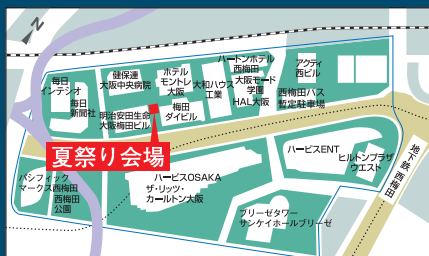 N
毎日
インテシオ
毎日
新聞社
健保連
大阪中央病院
明治安田生命
大阪梅田ビル
ホテル
モントレ
大阪
梅田
ダイビル
大和ハウス
工業
ハートンホテル
西梅田
大阪モード
学園
HAL大阪
アクティ
西ビル
西梅田バス
暫定駐車場
夏祭り会場
パシフィック
マークス西梅田
西梅田
公園
ハービスOSAKA
ザ・リッツ・
カールトン大阪
ハービスENT
ヒルトンプラザ
ウエスト
ブリーゼタワー
サンケイホールブリーゼ
地下鉄 西梅田